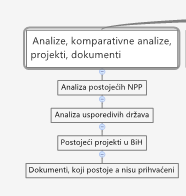 Analize, komparativne analize,
projekti, dokumenti
Analiza postojećih NPP
Analiza usporedivih država
Postojeći projekti u BiH
Dokumenti, koji postoje a nisu prihvaćeni